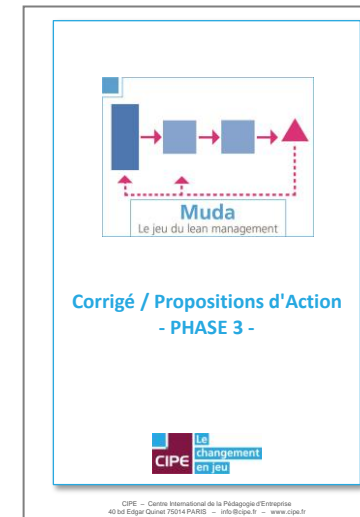 Muda
Le jeu du lean management
Corrigé / Propositions d'Action
- PHASE 3 -
CIPE
Le
changement
en jeu
CIPE – Centre International de la Pédagogie d'Entreprise
40 bd Edgar Quinet 75014 PARIS – info@cipe.fr – www.cipe.fr